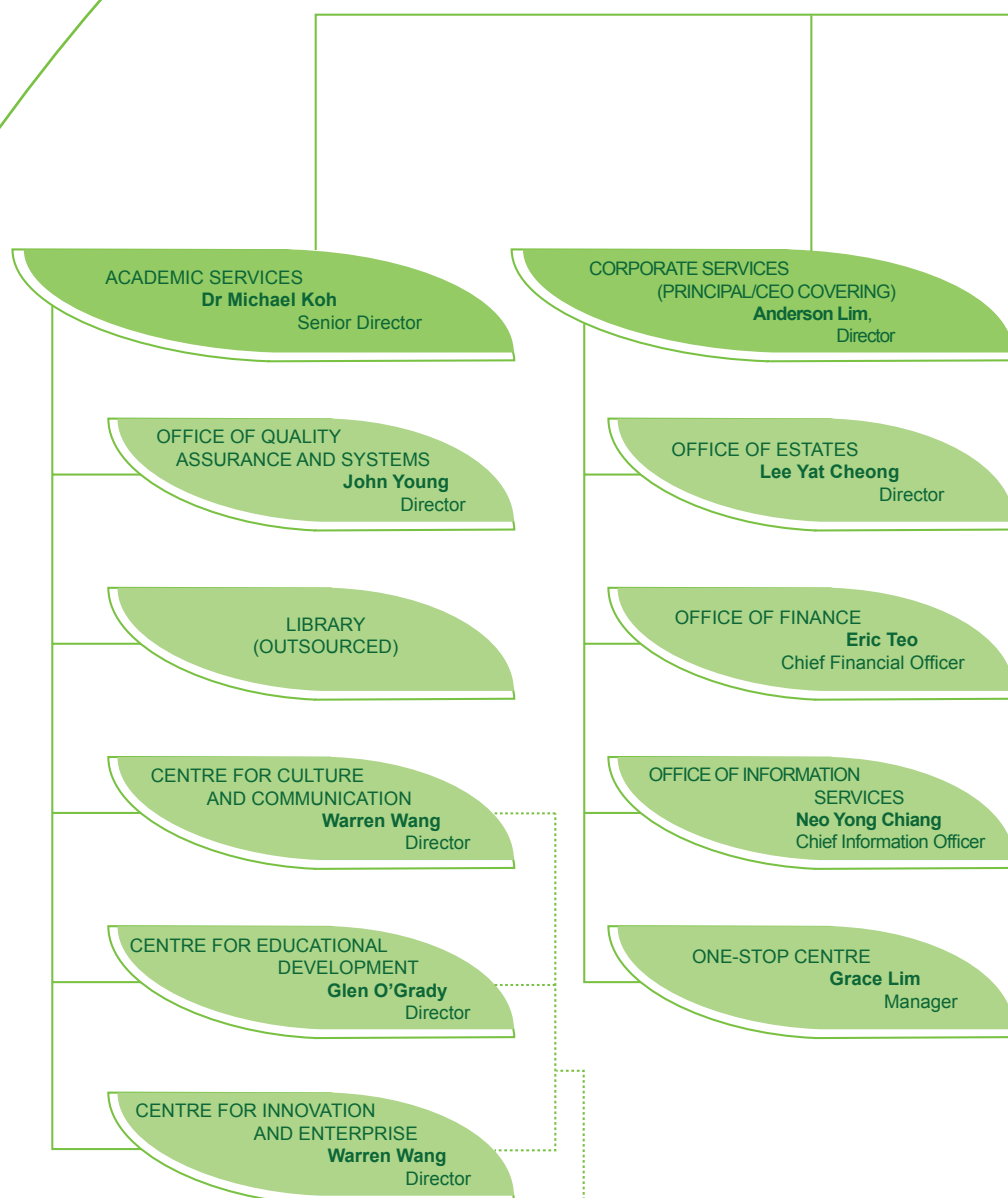 ACADEMIC SERVICES
Dr Michael Koh
Senior Director
OFFICE OF QUALITY
ASSURANCE AND SYSTEMS
John Young
Director
LIBRARY
(OUTSOURCED)
CENTRE FOR CULTURE
AND COMMUNICATION
Warren Wang
Director
CENTRE FOR EDUCATIONAL
DEVELOPMENT
Glen O’Grady
Director
CENTRE FOR INNOVATION
AND ENTERPRISE
Warren Wang
Director
CORPORATE SERVICES
(PRINCIPAL/CEO COVERING)
Anderson Lim,
Director
OFFICE OF ESTATES
Lee Yat Cheong
Director
OFFICE OF FINANCE
Eric Teo
Chief Financial Officer
OFFICE OF INFORMATION
SERVICES
Neo Yong Chiang
Chief Information Officer
ONE-STOP CENTRE
Grace Lim
Manager